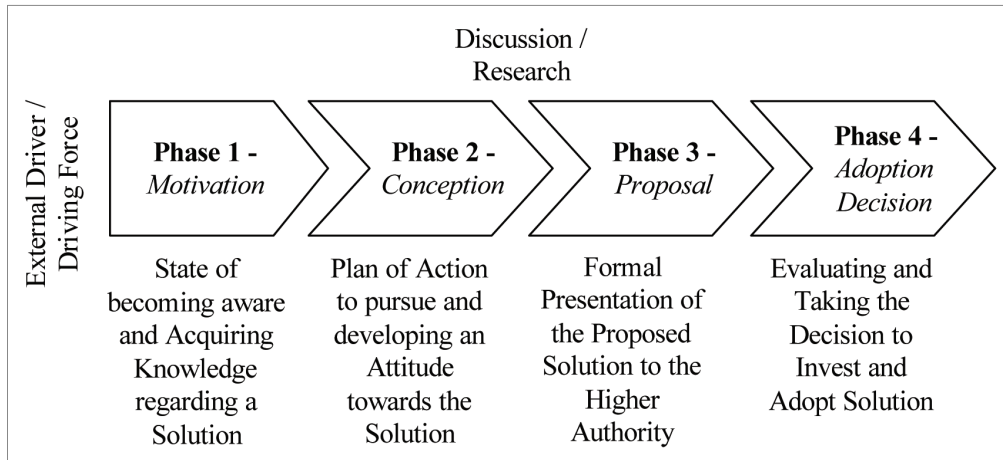 Discussion /
Research
External Driver /
Driving Force
Phase 1 -
Motivation
Phase 2 -
Conception
Phase 3 -
Proposal
Phase 4 -
Adoption
Decision
State of
becoming aware
and Acquiring
Knowledge
regarding a
Solution
Plan of Action
to pursue and
developing an
Attitude
towards the
Solution
Formal
Presentation of
the Proposed
Solution to the
Higher
Authority
Evaluating and
Taking the
Decision to
Invest and
Adopt Solution